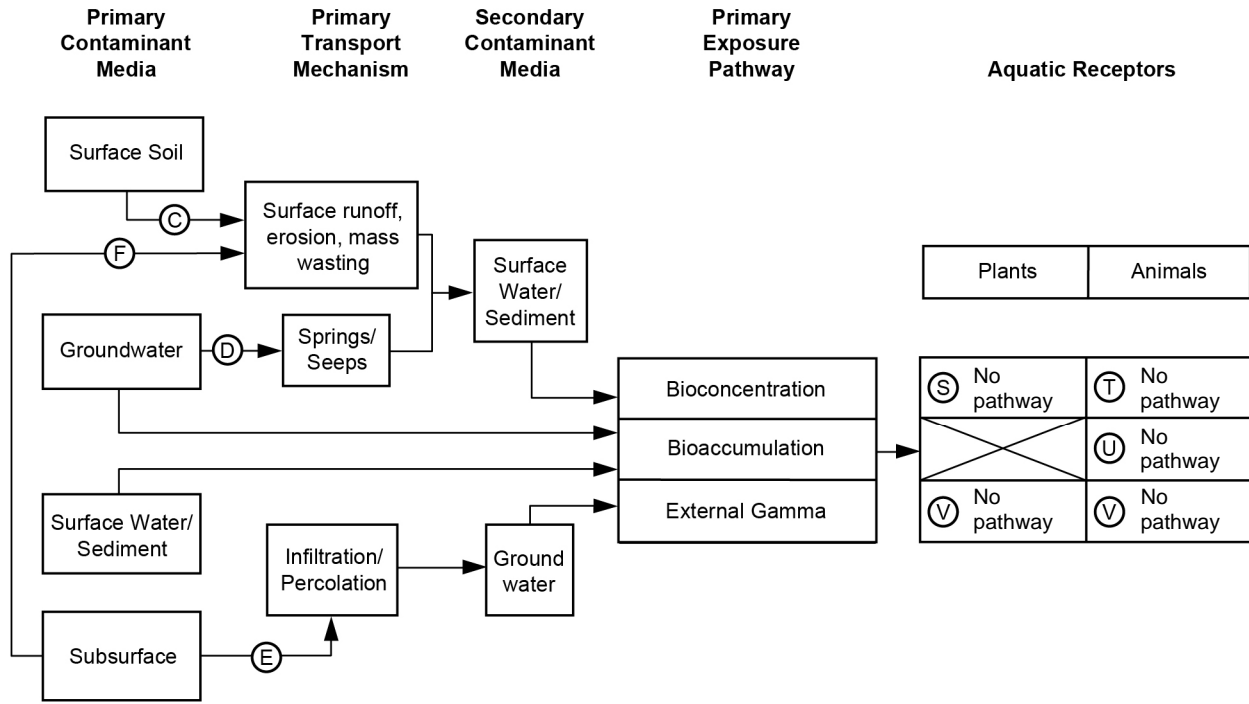 Primary
Contaminant
Media
Primary
Transport
Mechanism
Secondary
Contaminant
Media
Primary
Exposure
Pathway
Aquatic Receptors
Surface Soil
C
Surface runoff,
erosion, mass
wasting
F
Surface
Water/
Sediment
Plants
Animals
Groundwater
D
Springs/
Seeps
Bioconcentration
S No
pathway
T No
pathway
Bioaccumulation
U No
pathway
Surface Water/
Sediment
External Gamma
V No
pathway
V No
pathway
Infiltration/
Percolation
Ground
water
Subsurface
E